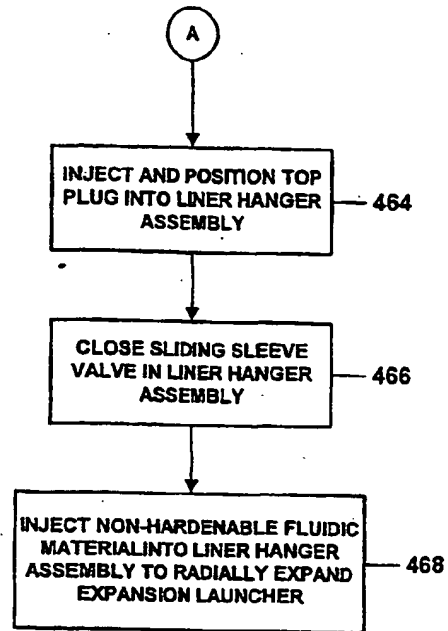 A
INJECT AND POSITION TOP
PLUG INTO LINER HANGER
ASSEMBLY
464
CLOSE SLIDING SLEEVE
VALVE IN LINER HANGER
ASSEMBLY
466
INJECT NON-HARDENABLE FLUIDIC
MATERIALINTO LINER HANGER
ASSEMBLY TO RADIALLY EXPAND
EXPANSION LAUNCHER
468